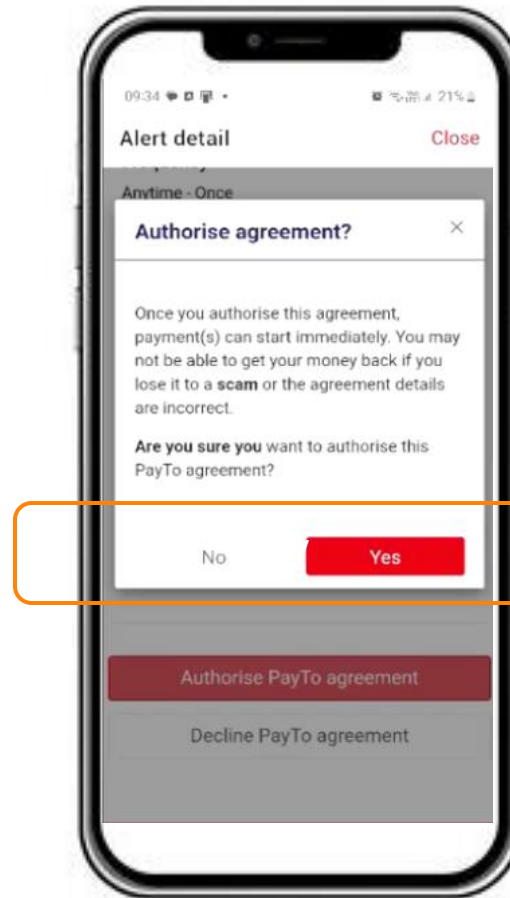 09:34
21%
Alert detail
Close
Anytime - Once
Authorise agreement?
Once you authorise this agreement,
payment(s) can start immediately. You may
not be able to get your money back if you
lose it to a scam or the agreement details
are incorrect.
Are you sure you want to authorise this
PayTo agreement?
No
Yes
Authorise PayTo agreement
Decline PayTo agreement